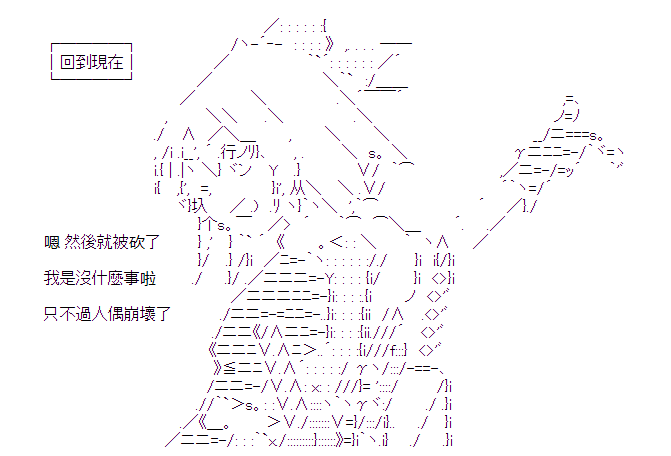 回到現在
嗯 然後就被砍了
我是沒什麼事啦
只不過人偶崩壞了